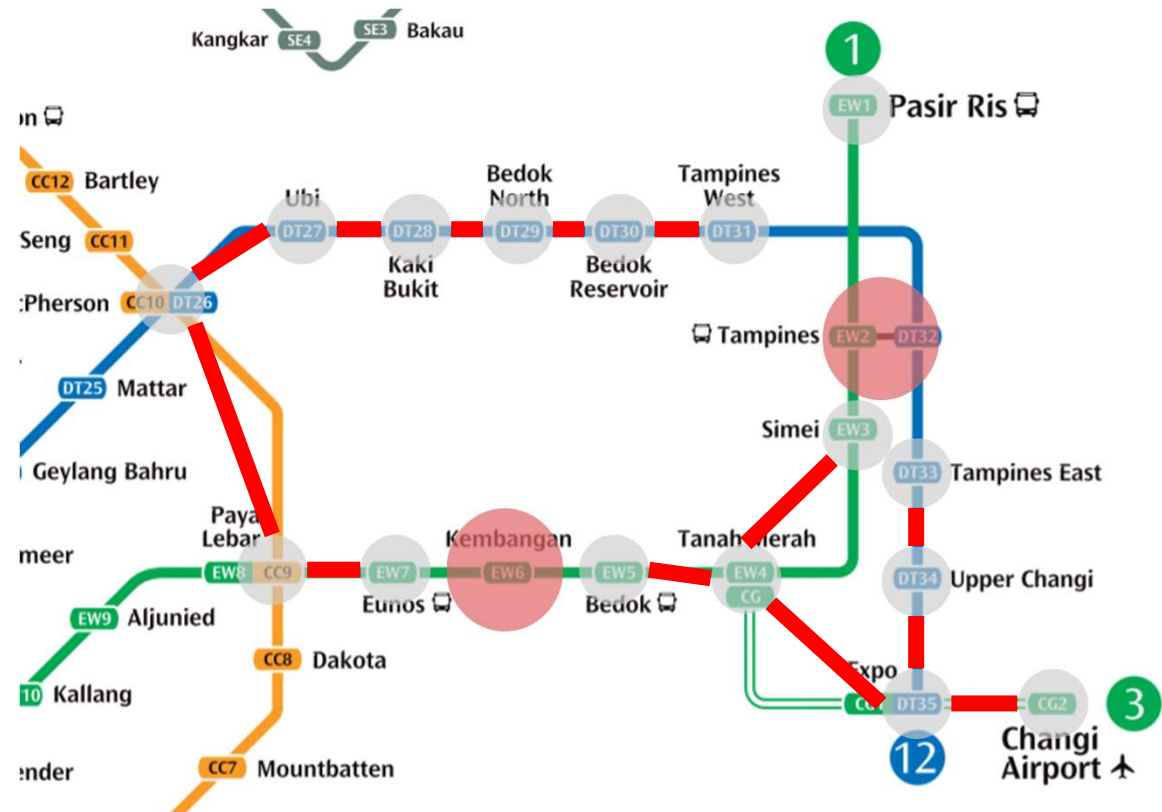 Kangkar SE4
SE3 Bakau
1
EW1 Pasir Ris
on
CC12 Bartley
Ubi
Bedok
North
Tampines
West
Seng CC11
DT27
DT28
DT29
DT30
DT31
Kaki
Bukit
Bedok
Reservoir
Pherson CC10 DT26
Tampines EW2 DT32
DT25 Mattar
Simei EW3
Geylang Bahru
DT33 Tampines East
Paya
Lebar
Kembangan
Tanah Merah
meer
EW8 CC9
EW7
EW6
EW5
EW4
CG
DT34 Upper Changi
Eunos
Bedok
EW9 Aljunied
CC8 Dakota
Expo
10 Kallang
CG1 DT35
CG2
3
12
Changi
Airport
ender
CC7 Mountbatten